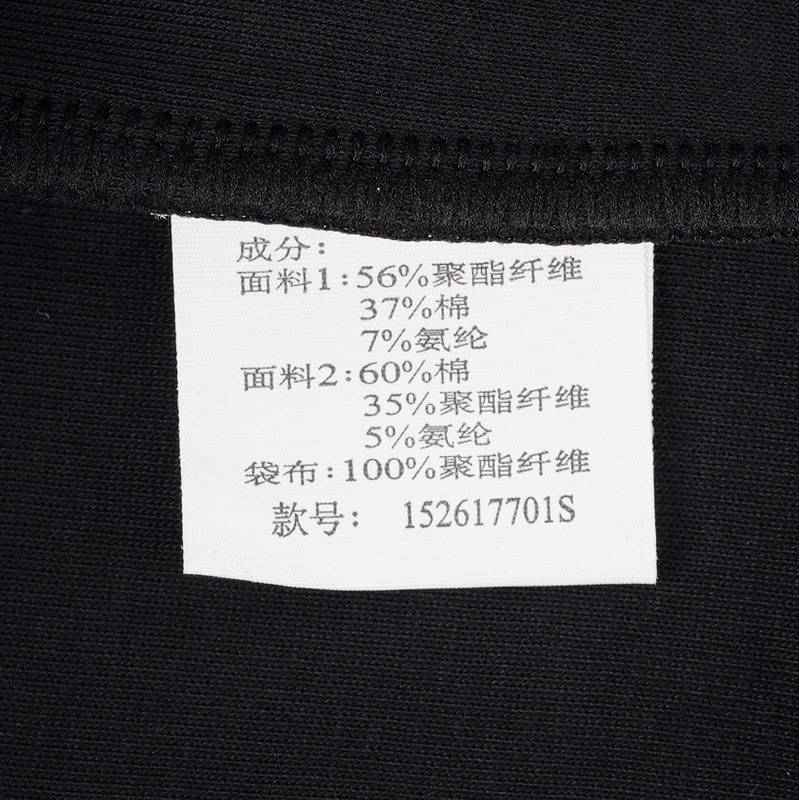 成分:
面料1:56%聚酯纤维
37%棉
7%氨纶
面料2:60%棉
35%聚酯纤维
5%氨纶
袋布:100%聚酯纤维
款号: 152617701S